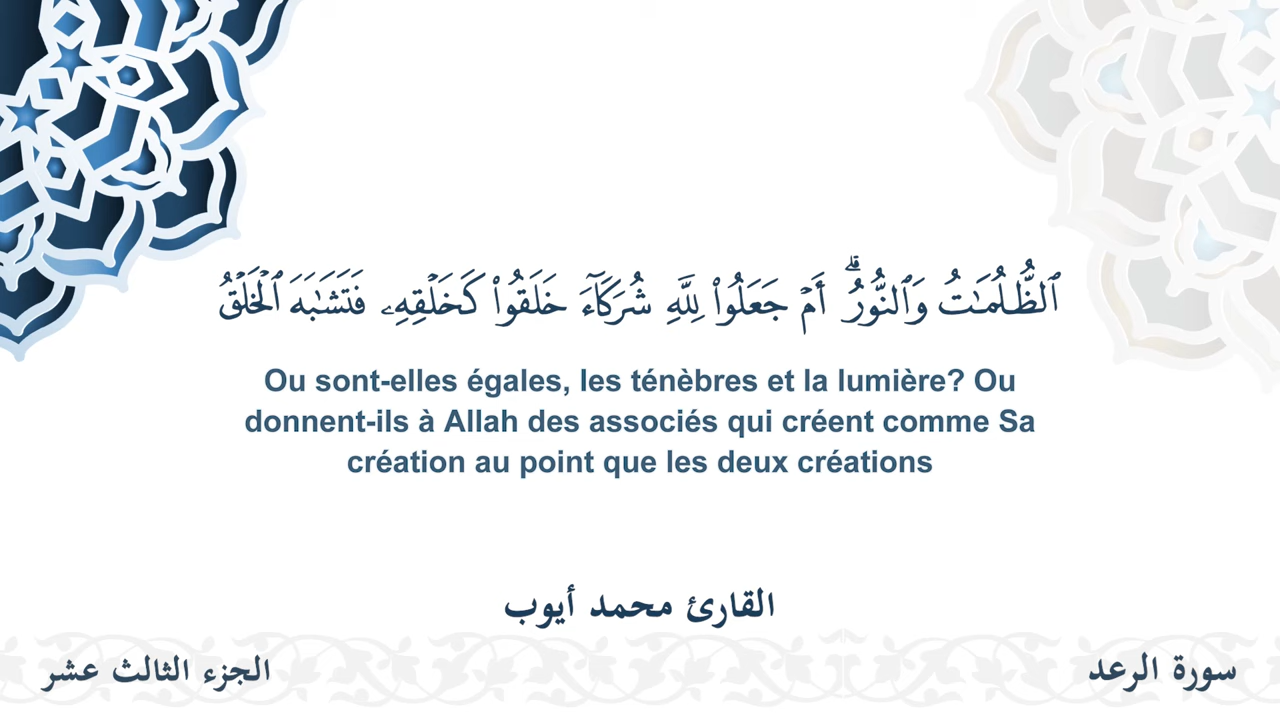 ٱلظُّلُمَـٰتُ وَٱلنُّورُ ۗ أَمْ جَعَلُوا۟ لِلَّهِ شُرَكَآءَ خَلَقُوا۟ كَخَلْقِهِۦ فَتَشَـٰبَهَ ٱلْخَلْقُ
Ou sont-elles égales, les ténèbres et la lumière? Ou
donnent-ils à Allah des associés qui créent comme Sa
création au point que les deux créations
القارئ محمد أيوب
سورة الرعد
الجزء الثالث عشر